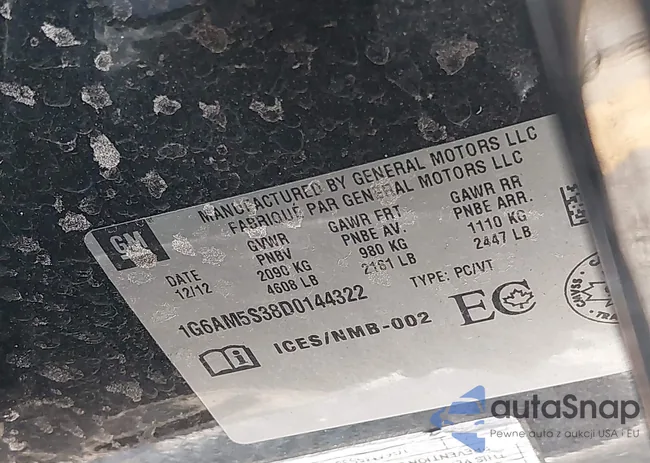 GM
MANUFACTURED BY GENERAL MOTORS LLC
FABRIQUE PAR GENERAL MOTORS LLC
DATE GVWR GAWR FRT GAWR RR
12/12 PNBV PNBE AV. PNBE ARR.
2090 KG 980 KG 1110 KG
4608 LB 2161 LB 2447 LB
1G6AM5S38D0144322 TYPE: PC/VT
ICES/NMB-002 EC
CANADA
autaSnap
Pewne auta z aukcji USA i EU